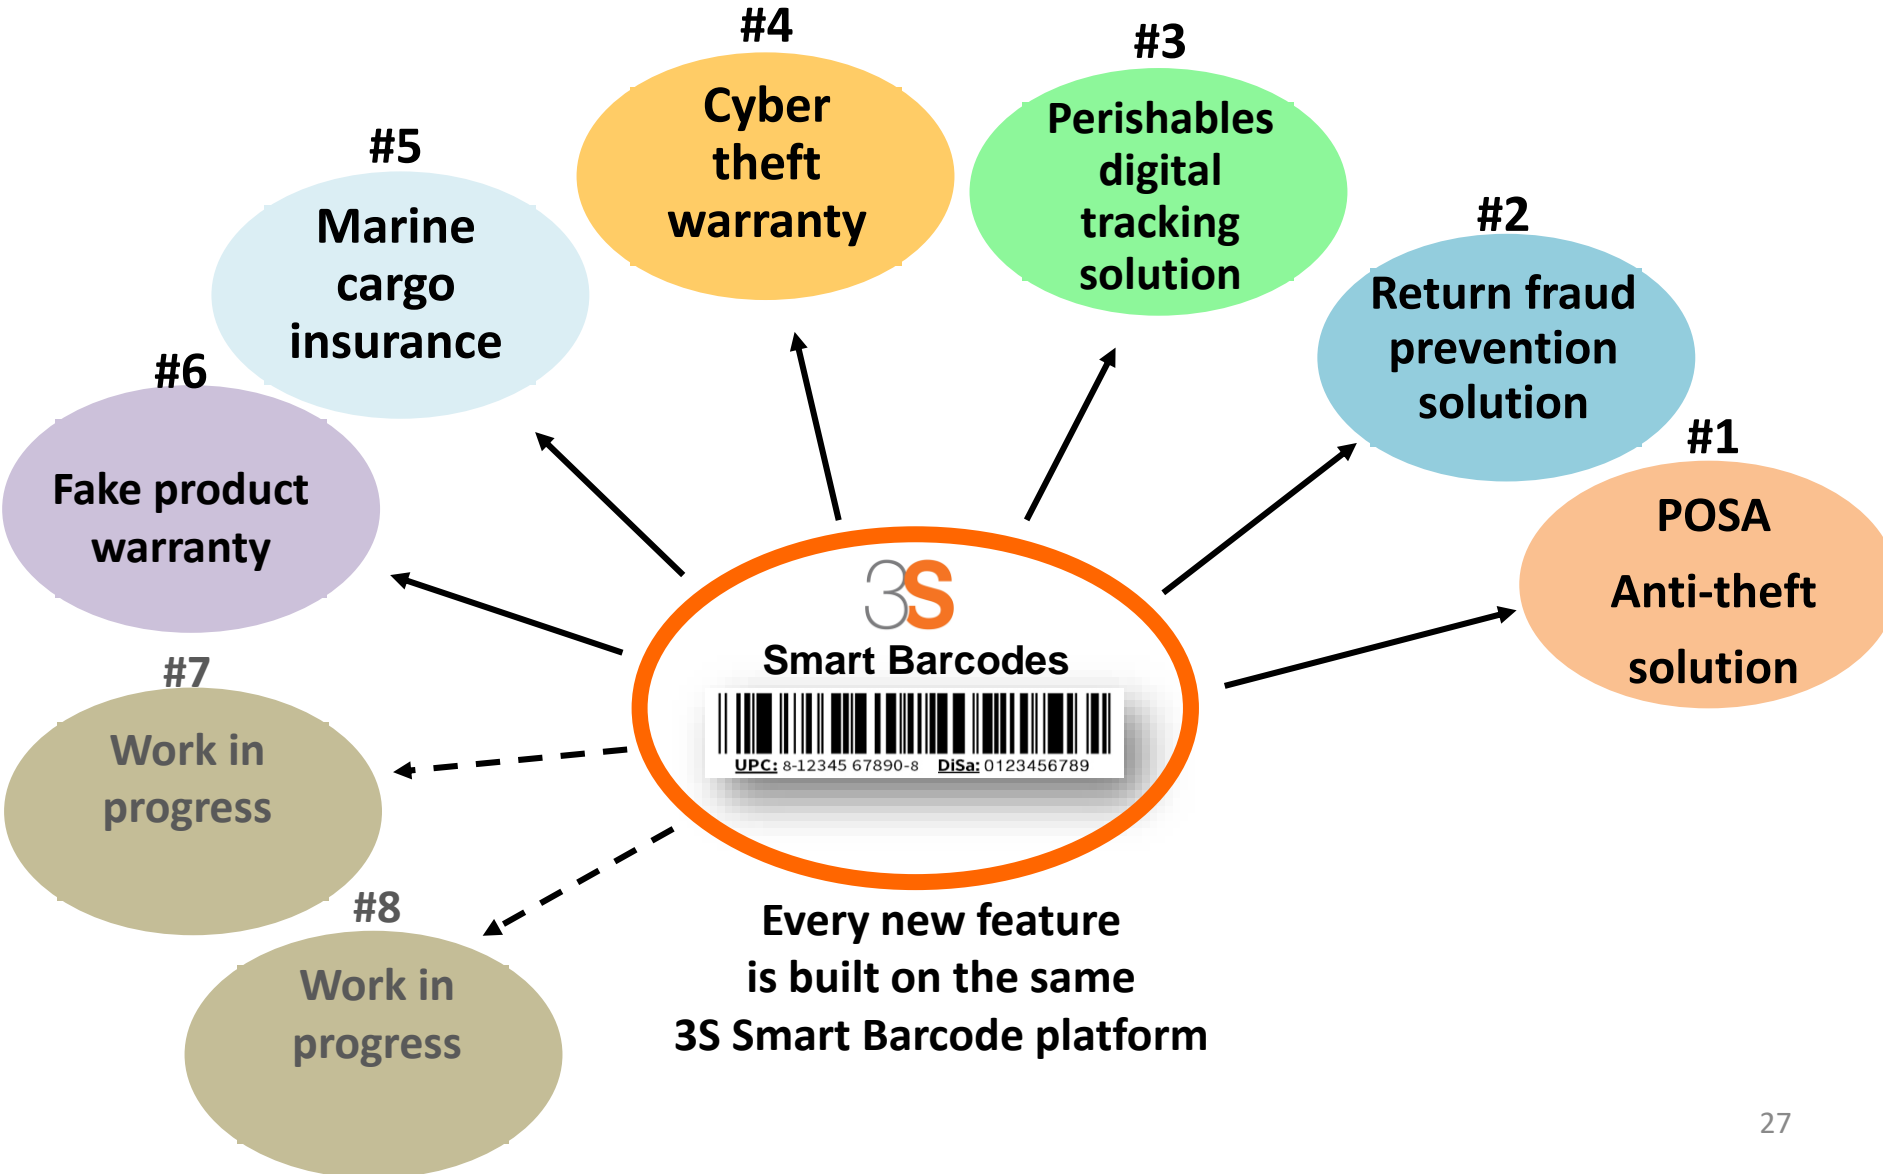 #4
Cyber
theft
warranty
#3
Perishables
digital
tracking
solution
#5
Marine
cargo
insurance
#2
Return fraud
prevention
solution
#6
Fake product
warranty
#1
POSA
Anti-theft
solution
3S
Smart Barcodes
UPC: 8-12345 67890-8 DiSa: 0123456789
#7
Work in
progress
#8
Work in
progress
Every new feature
is built on the same
3S Smart Barcode platform
27